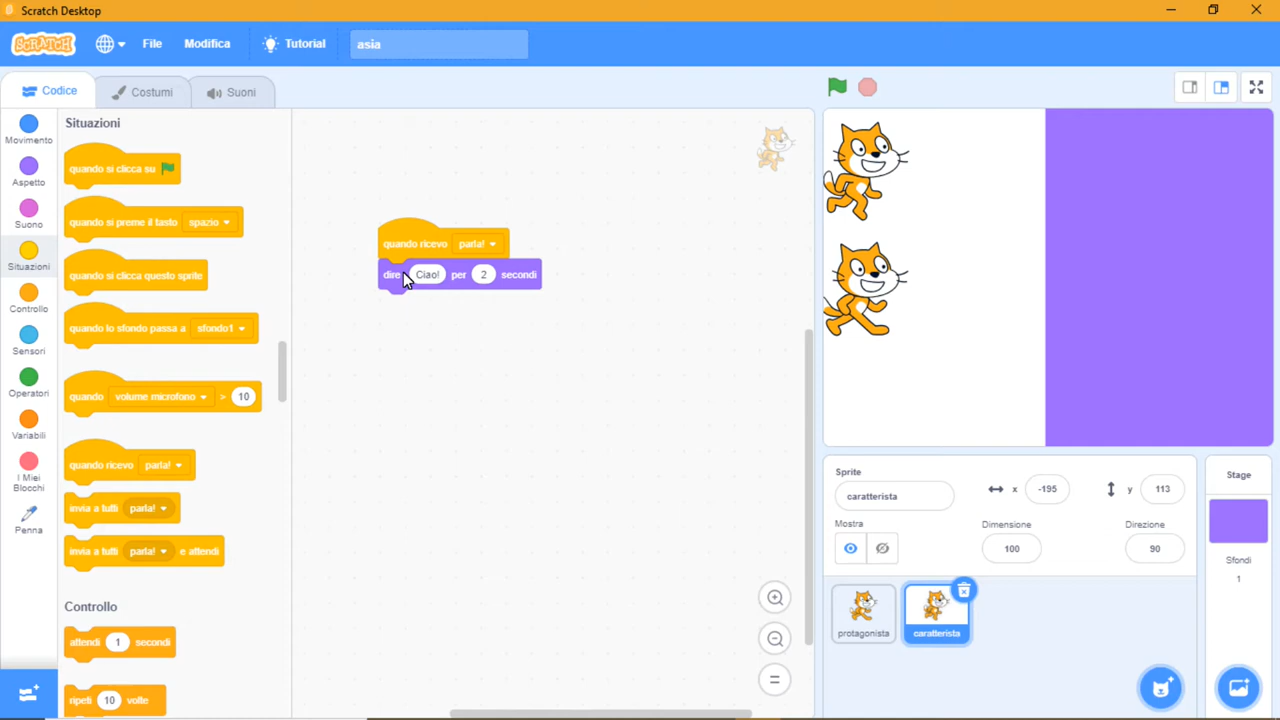 Scratch Desktop
SCRATCH
File
Modifica
Tutorial
asia
Codice
Costumi
Suoni
Movimento
Aspetto
Suono
Situazioni
Controllo
Sensori
Operatori
Variabili
I Miei
Blocchi
Penna
Situazioni
quando si clicca su
quando si preme il tasto spazio
quando si clicca questo sprite
quando lo sfondo passa a sfondo1
quando volume microfono > 10
quando ricevo parla!
invia a tutti parla!
invia a tutti parla! e attendi
Controllo
attendi 1 secondi
ripeti 10 volte
quando ricevo parla!
dire Ciao! per 2 secondi
Sprite
caratterista
x -195
y 113
Mostra
Dimensione
100
Direzione
90
protagonista
caratterista
Stage
Sfondi
1